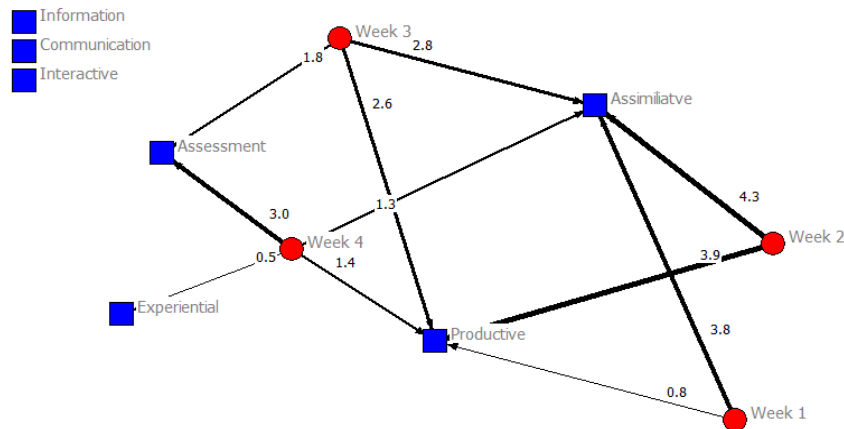 Information
Communication
Interactive
Week 3
1.8
2.8
2.6
Assimiliatve
Assessment
4.3
1.3
3.0
Week 4
Week 2
0.5
1.4
3.9
Experiential
Productive
3.8
0.8
Week 1